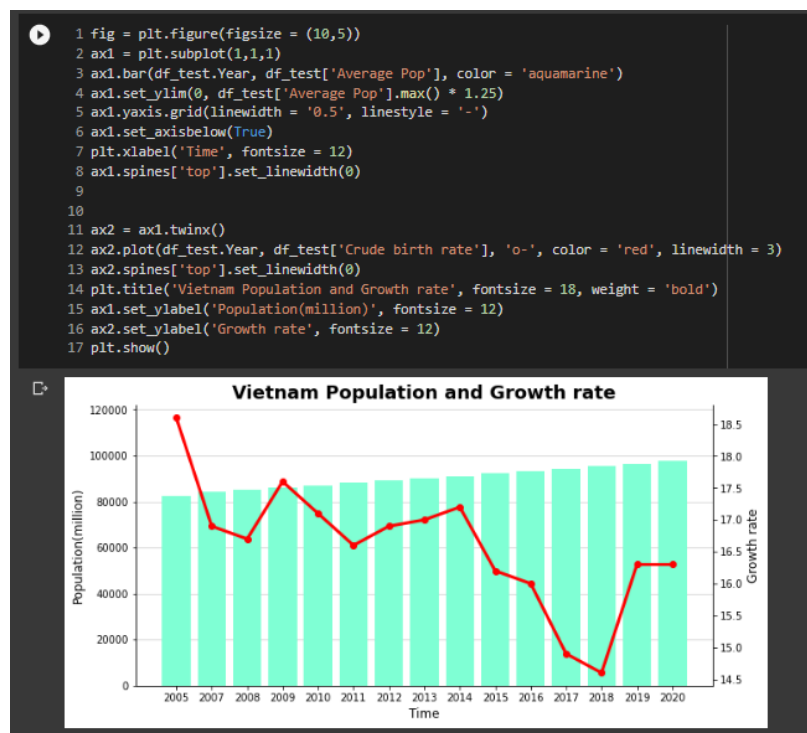 1 fig = plt.figure(figsize = (10,5))
2 ax1 = plt.subplot(1,1,1)
3 ax1.bar(df_test.Year, df_test['Average Pop'], color = 'aquamarine')
4 ax1.set_ylim(0, df_test['Average Pop'].max() * 1.25)
5 ax1.yaxis.grid(linewidth = '0.5', linestyle = '-')
6 ax1.set_axisbelow(True)
7 plt.xlabel('Time', fontsize = 12)
8 ax1.spines['top'].set_linewidth(0)
9
10
11 ax2 = ax1.twinx()
12 ax2.plot(df_test.Year, df_test['Crude birth rate'], 'o-', color = 'red', linewidth = 3)
13 ax2.spines['top'].set_linewidth(0)
14 plt.title('Vietnam Population and Growth rate', fontsize = 18, weight = 'bold')
15 ax1.set_ylabel('Population(million)', fontsize = 12)
16 ax2.set_ylabel('Growth rate', fontsize = 12)
17 plt.show()
Vietnam Population and Growth rate
Population(million)
120000
100000
80000
60000
40000
20000
0
18.5
18.0
17.5
17.0
16.5
16.0
15.5
15.0
14.5
Growth rate
2005 2007 2008 2009 2010 2011 2012 2013 2014 2015 2016 2017 2018 2019 2020
Time